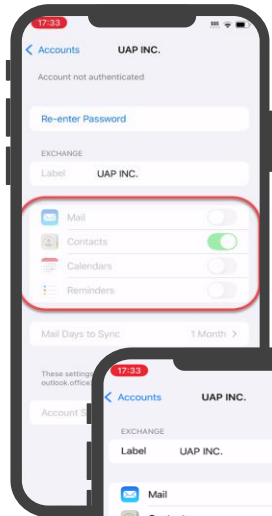 17:33
Accounts UAP INC.
Account not authenticated
Re-enter Password
EXCHANGE
Label UAP INC.
Mail
Contacts
Calendars
Reminders
Mail Days to Sync 1 Month
These settings
outlook.office
Account S
17:33
Accounts UAP INC.
EXCHANGE
Label UAP INC.
Mail